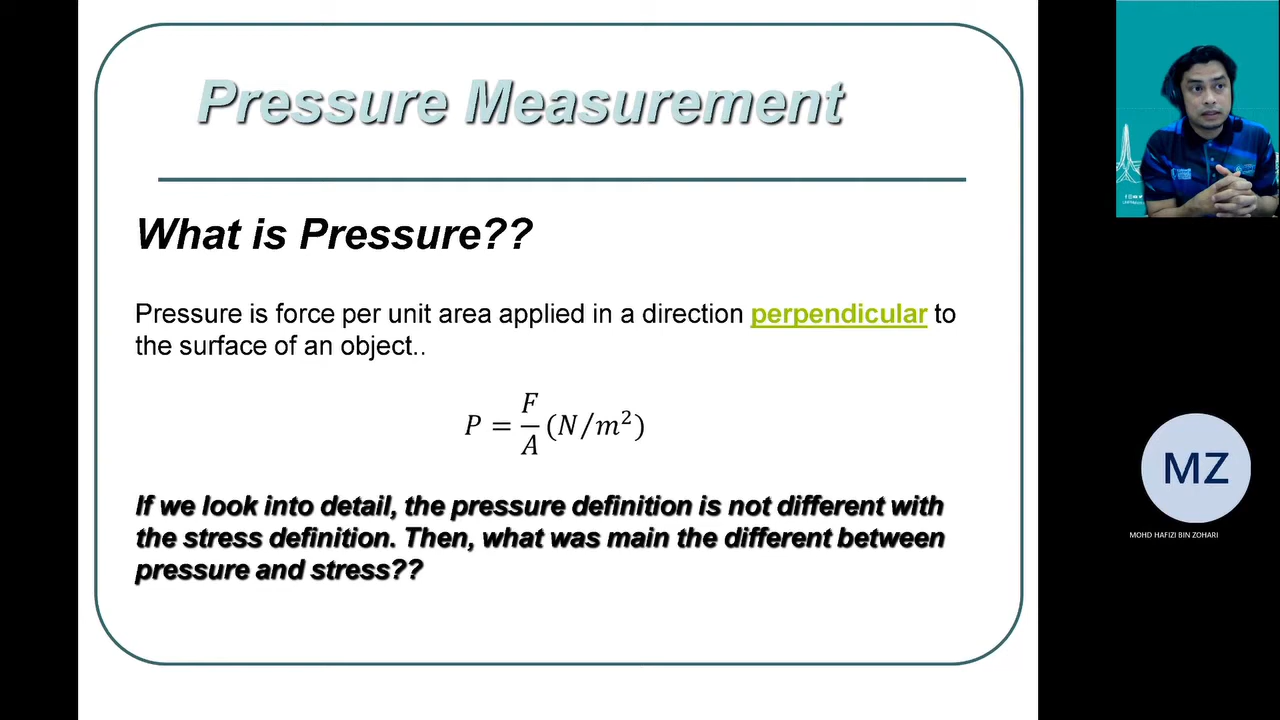 Pressure Measurement
What is Pressure??
Pressure is force per unit area applied in a direction perpendicular to
the surface of an object..
P = F/A (N/m²)
If we look into detail, the pressure definition is not different with
the stress definition. Then, what was main the different between
pressure and stress??
MZ
MOHD HAFIZI BIN ZOHARI